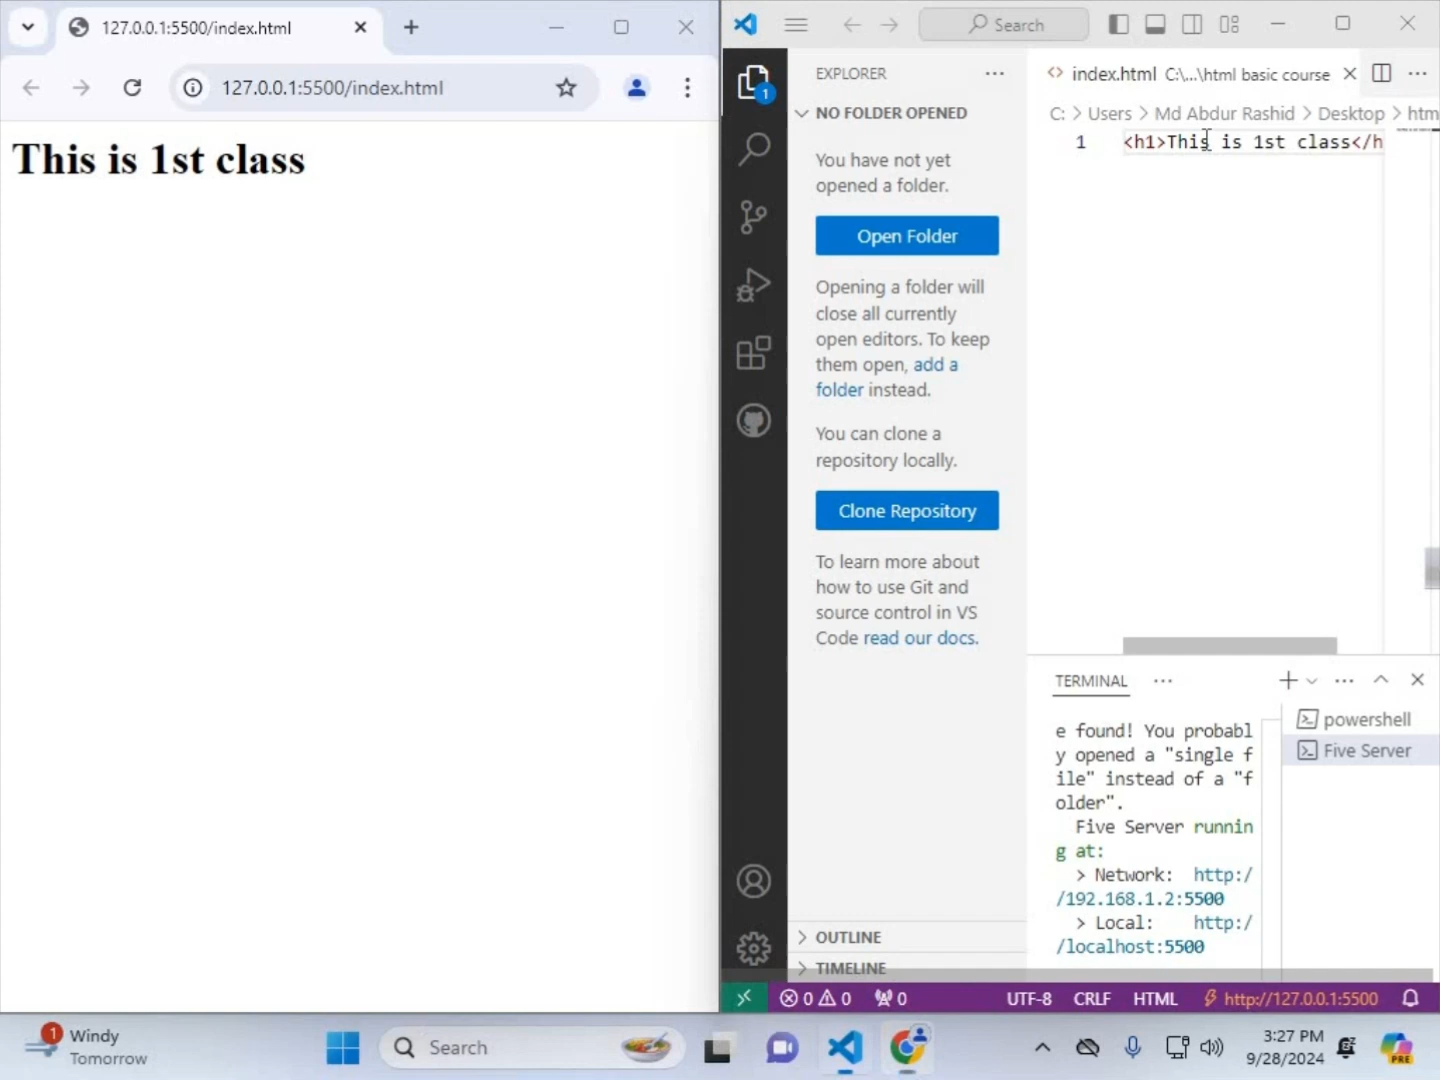 127.0.0.1:5500/index.html
127.0.0.1:5500/index.html
This is 1st class
Search
EXPLORER
1
NO FOLDER OPENED
You have not yet
opened a folder.
Open Folder
Opening a folder will
close all currently
open editors. To keep
them open, add a
folder instead.
You can clone a
repository locally.
Clone Repository
To learn more about
how to use Git and
source control in VS
Code read our docs.
OUTLINE
TIMELINE
index.html C:\...\html basic course
C: > Users > Md Abdur Rashid > Desktop > htm
1 <h1>This is 1st class</h
TERMINAL
powershell
Five Server
e found! You probabl
y opened a "single f
ile" instead of a "f
older".
Five Server runnin
g at:
> Network: http:/
/192.168.1.2:5500
> Local: http:/
/localhost:5500
0 0 0 UTF-8 CRLF HTML http://127.0.0.1:5500
1
Windy
Tomorrow
Search
3:27 PM
9/28/2024
PRE